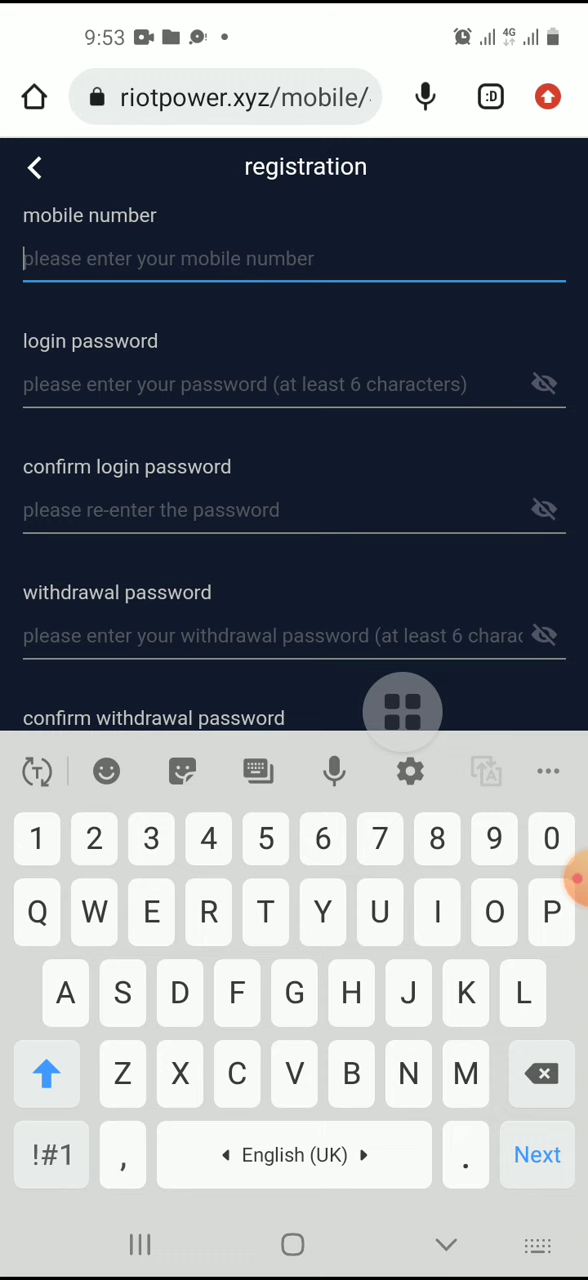 9:53
4G
riotpower.xyz/mobile/
:D
registration
mobile number
please enter your mobile number
login password
please enter your password (at least 6 characters)
confirm login password
please re-enter the password
withdrawal password
please enter your withdrawal password (at least 6 charac
confirm withdrawal password
T
A
1 2 3 4 5 6 7 8 9 0
Q W E R T Y U I O P
A S D F G H J K L
Z X C V B N M
!#1 , English (UK) . Next